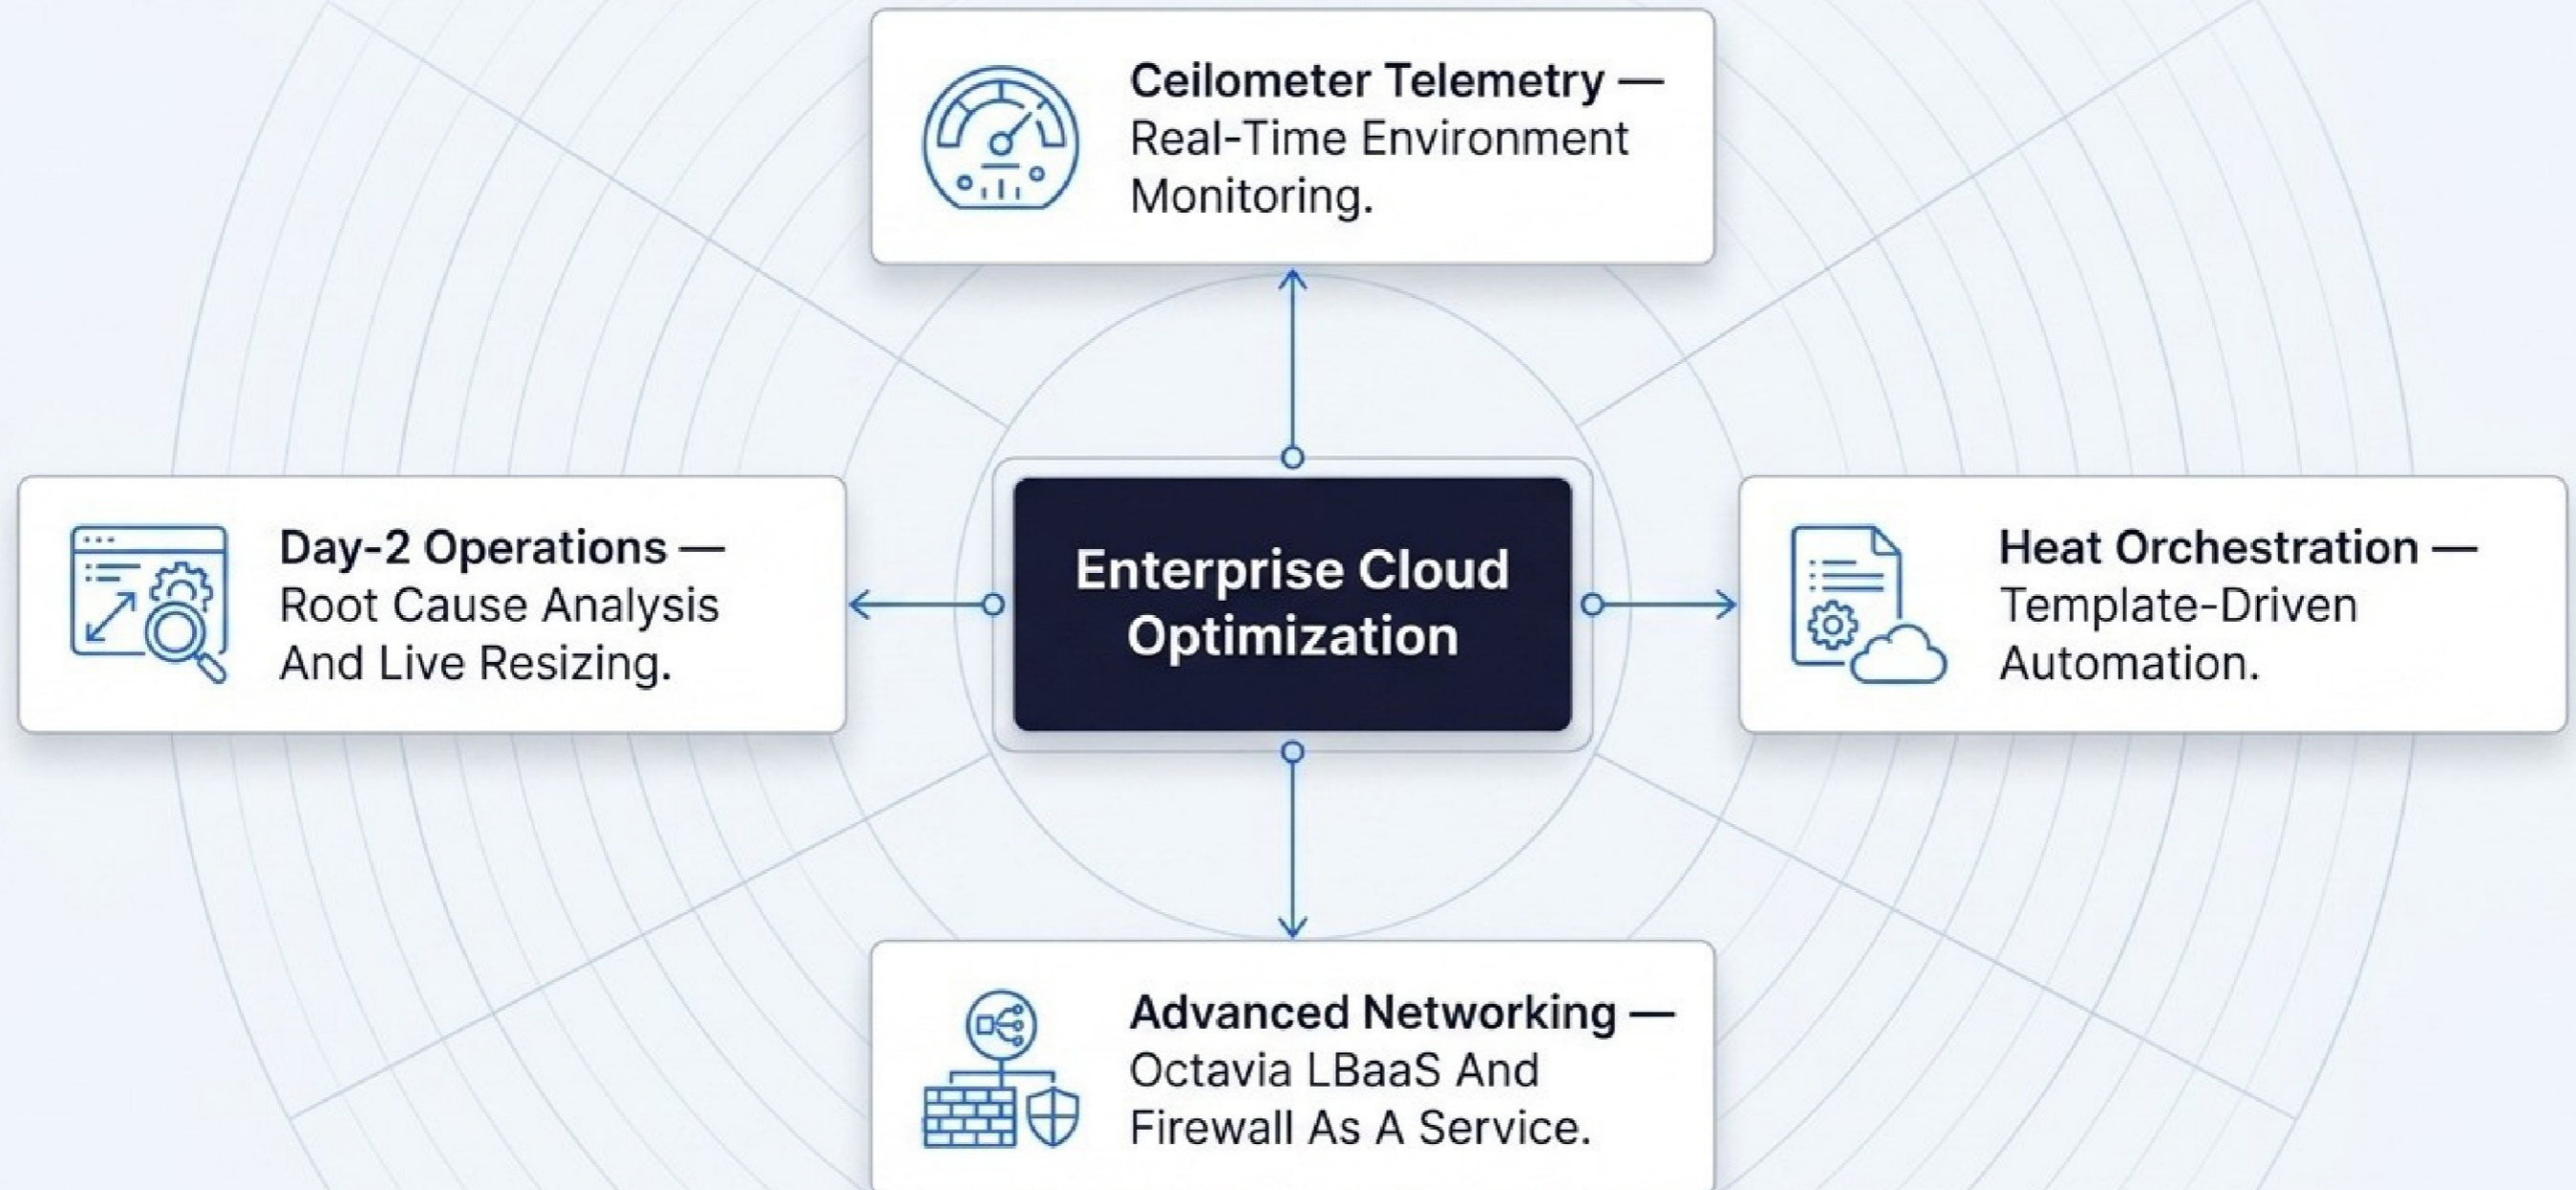 Ceilometer Telemetry —
Real-Time Environment
Monitoring.
Day-2 Operations —
Root Cause Analysis
And Live Resizing.
Enterprise Cloud
Optimization
Heat Orchestration —
Template-Driven
Automation.
Advanced Networking —
Octavia LBaaS And
Firewall As A Service.